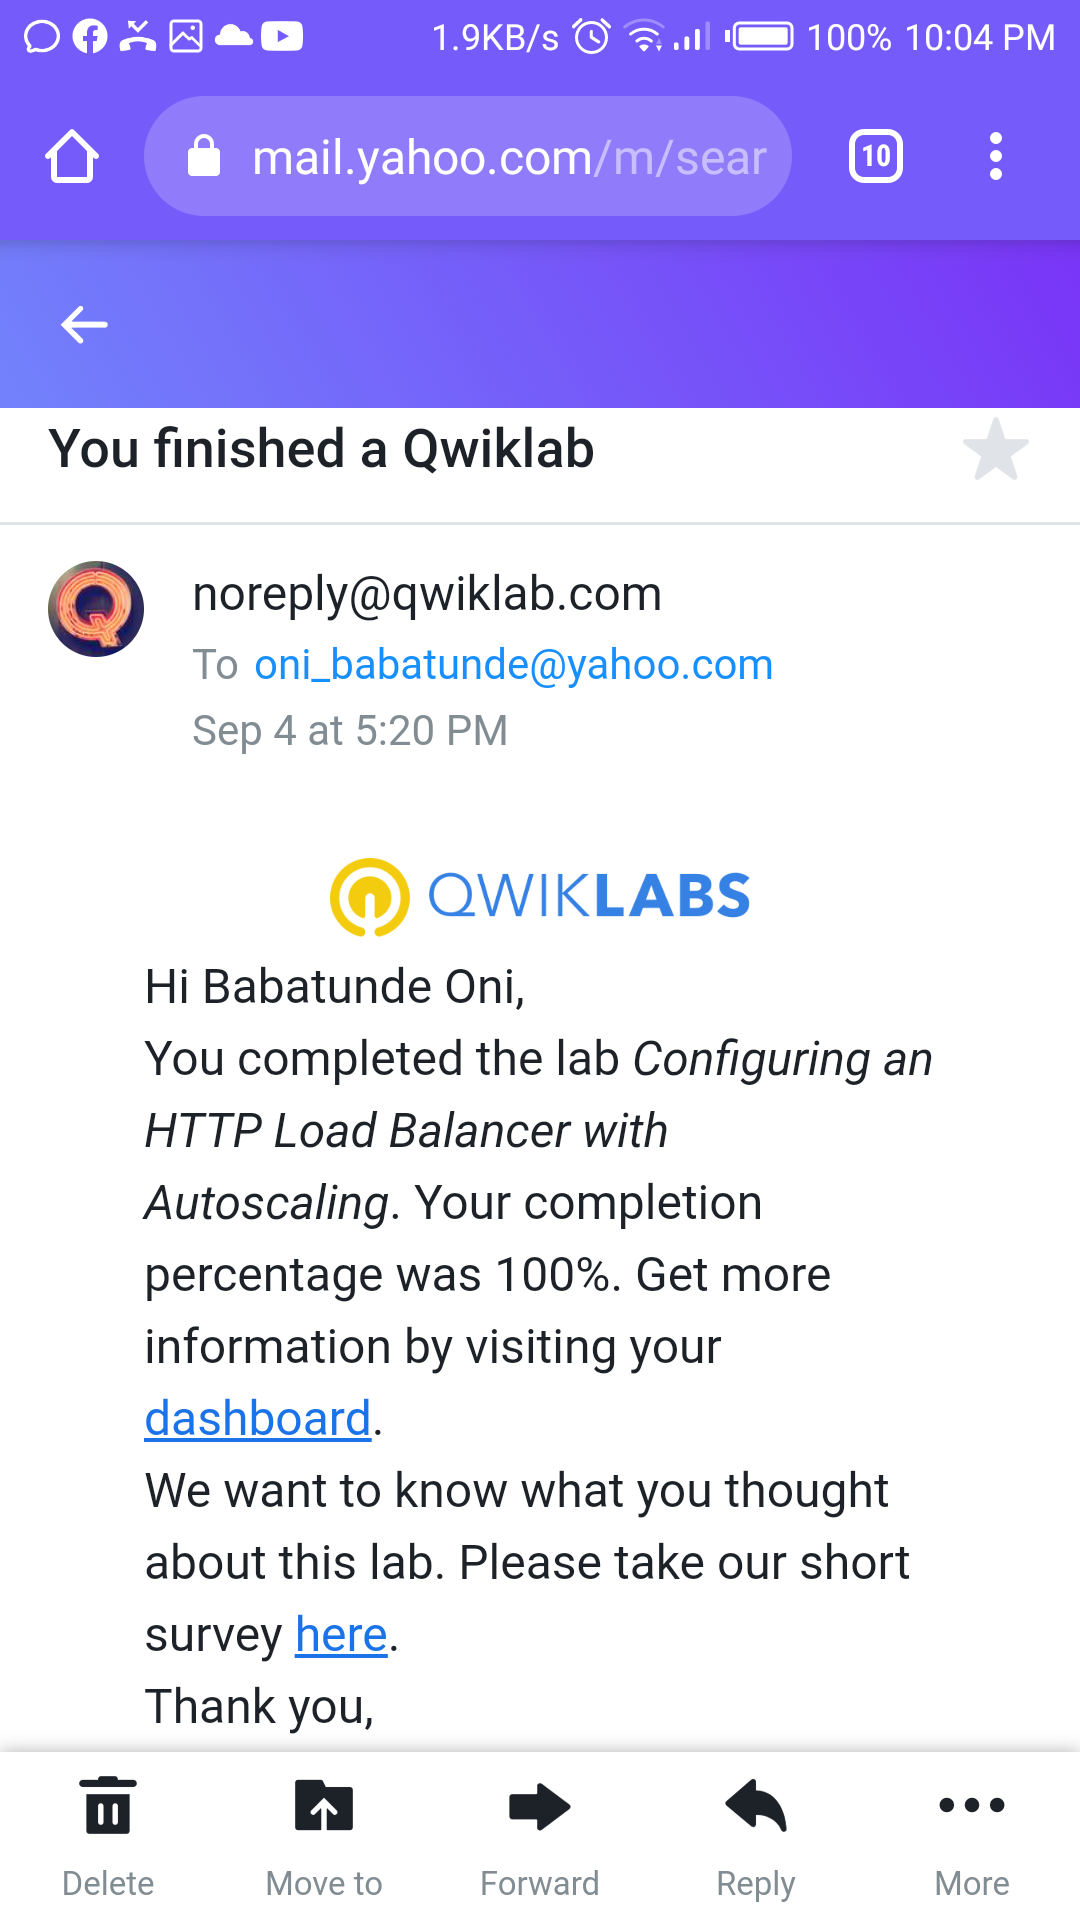 1.9KB/s 100% 10:04 PM
mail.yahoo.com/m/sear 10
You finished a Qwiklab
noreply@qwiklab.com
To oni_babatunde@yahoo.com
Sep 4 at 5:20 PM
QWIKLABS
Hi Babatunde Oni,
You completed the lab Configuring an
HTTP Load Balancer with
Autoscaling. Your completion
percentage was 100%. Get more
information by visiting your
dashboard.
We want to know what you thought
about this lab. Please take our short
survey here.
Thank you,
Delete Move to Forward Reply More